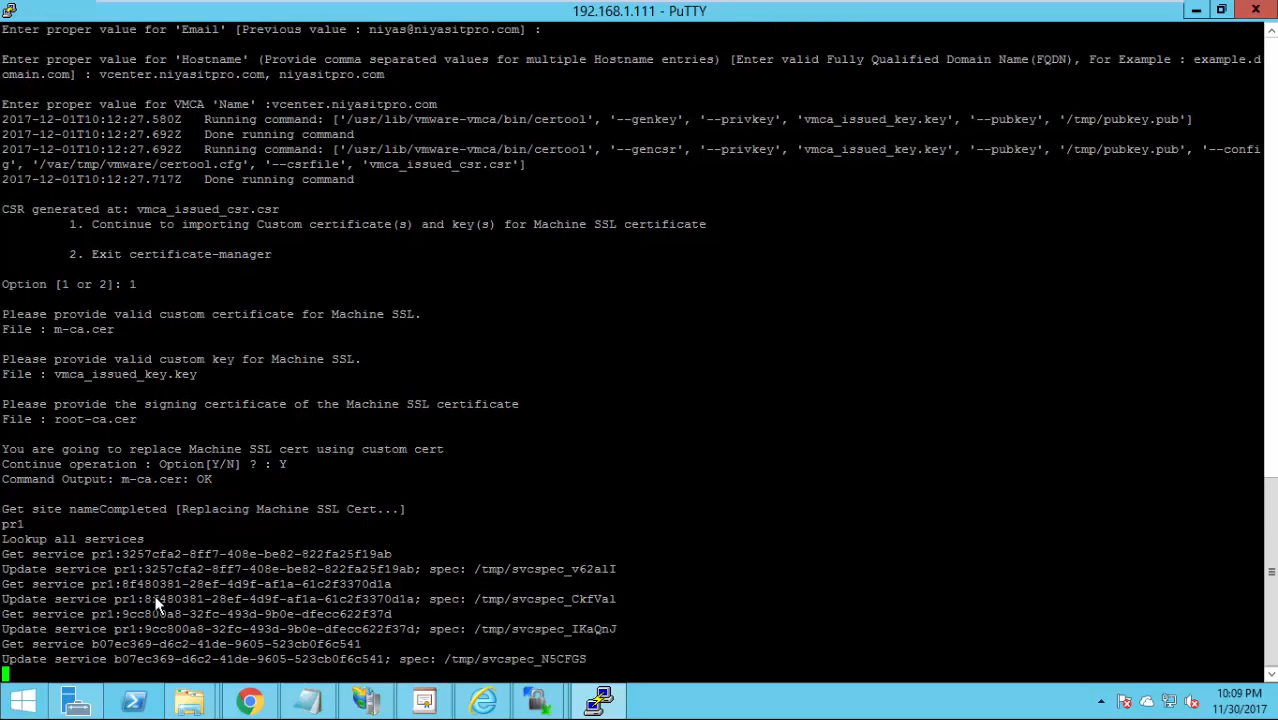 192.168.1.111 - PuTTY
Enter proper value for 'Email' [Previous value : niyas@niyasitpro.com] :
Enter proper value for 'Hostname' (Provide comma separated values for multiple Hostname entries) [Enter valid Fully Qualified Domain Name(FQDN), For Example : example.d
omain.com] : vcenter.niyasitpro.com, niyasitpro.com
Enter proper value for VMCA 'Name' :vcenter.niyasitpro.com
2017-12-01T10:12:27.580Z   Running command: ['/usr/lib/vmware-vmca/bin/certool', '--genkey', '--privkey', 'vmca_issued_key.key', '--pubkey', '/tmp/pubkey.pub']
2017-12-01T10:12:27.692Z   Done running command
2017-12-01T10:12:27.692Z   Running command: ['/usr/lib/vmware-vmca/bin/certool', '--gencsr', '--privkey', 'vmca_issued_key.key', '--pubkey', '/tmp/pubkey.pub', '--confi
g', '/var/tmp/vmware/certool.cfg', '--csrfile', 'vmca_issued_csr.csr']
2017-12-01T10:12:27.717Z   Done running command
CSR generated at: vmca_issued_csr.csr
1. Continue to importing Custom certificate(s) and key(s) for Machine SSL certificate
2. Exit certificate-manager
Option [1 or 2]: 1
Please provide valid custom certificate for Machine SSL.
File : m-ca.cer
Please provide valid custom key for Machine SSL.
File : vmca_issued_key.key
Please provide the signing certificate of the Machine SSL certificate
File : root-ca.cer
You are going to replace Machine SSL cert using custom cert
Continue operation : Option[Y/N] ? : Y
Command Output: m-ca.cer: OK
Get site nameCompleted [Replacing Machine SSL Cert...]
pr1
Lookup all services
Get service pr1:3257cfa2-8ff7-408e-be82-822fa25f19ab
Update service pr1:3257cfa2-8ff7-408e-be82-822fa25f19ab; spec: /tmp/svcspec_v62alI
Get service pr1:8f480381-28ef-4d9f-af1a-61c2f3370d1a
Update service pr1:8f480381-28ef-4d9f-af1a-61c2f3370d1a; spec: /tmp/svcspec_CkfVal
Get service pr1:9cc800a8-32fc-493d-9b0e-dfecc622f37d
Update service pr1:9cc800a8-32fc-493d-9b0e-dfecc622f37d; spec: /tmp/svcspec_IKaQnJ
Get service b07ec369-d6c2-41de-9605-523cb0f6c541
Update service b07ec369-d6c2-41de-9605-523cb0f6c541; spec: /tmp/svcspec_N5CFGS
10:09 PM
11/30/2017